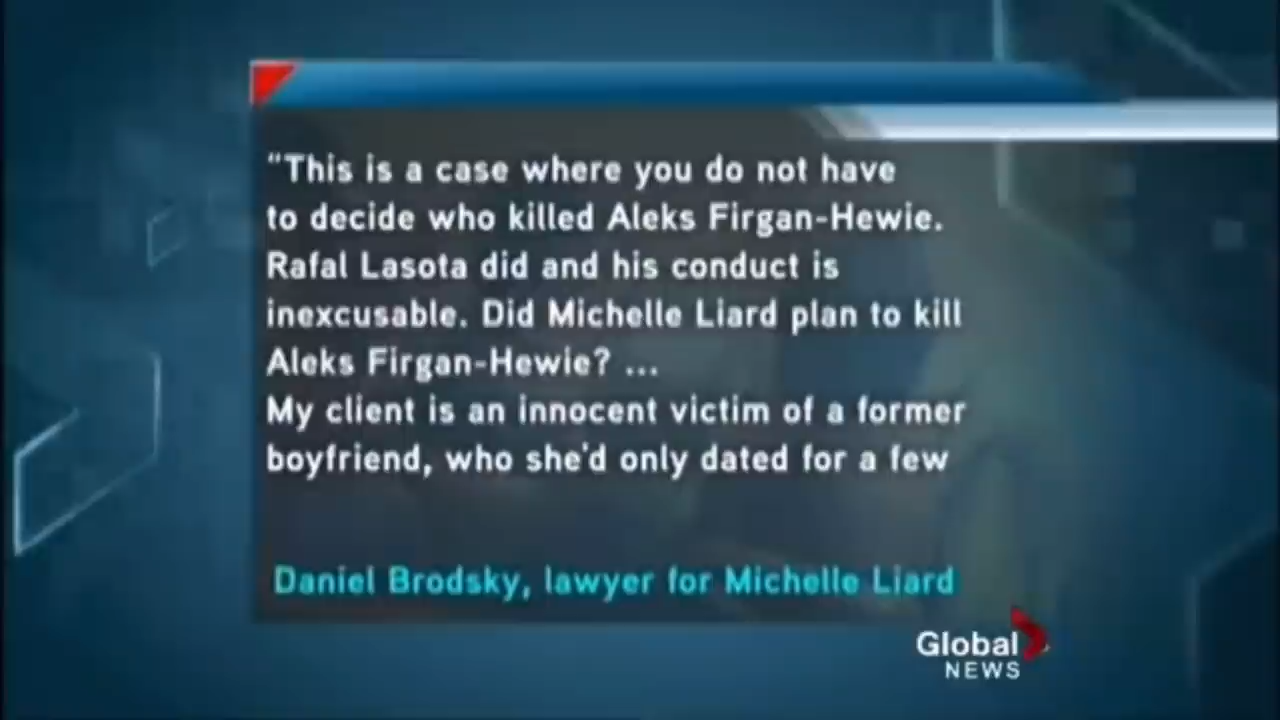 "This is a case where you do not have
to decide who killed Aleks Firgan-Hewie.
Rafal Lasota did and his conduct is
inexcusable. Did Michelle Liard plan to kill
Aleks Firgan-Hewie? ...
My client is an innocent victim of a former
boyfriend, who she'd only dated for a few
Daniel Brodsky, lawyer for Michelle Liard
Global
NEWS